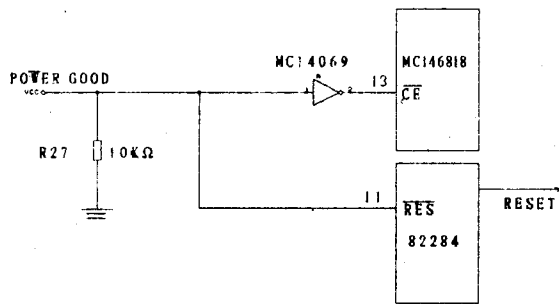 MC14069
MC146818
13
CE
POWER GOOD
VCC
1
2
R27
10KΩ
11
RES
RESET
82284